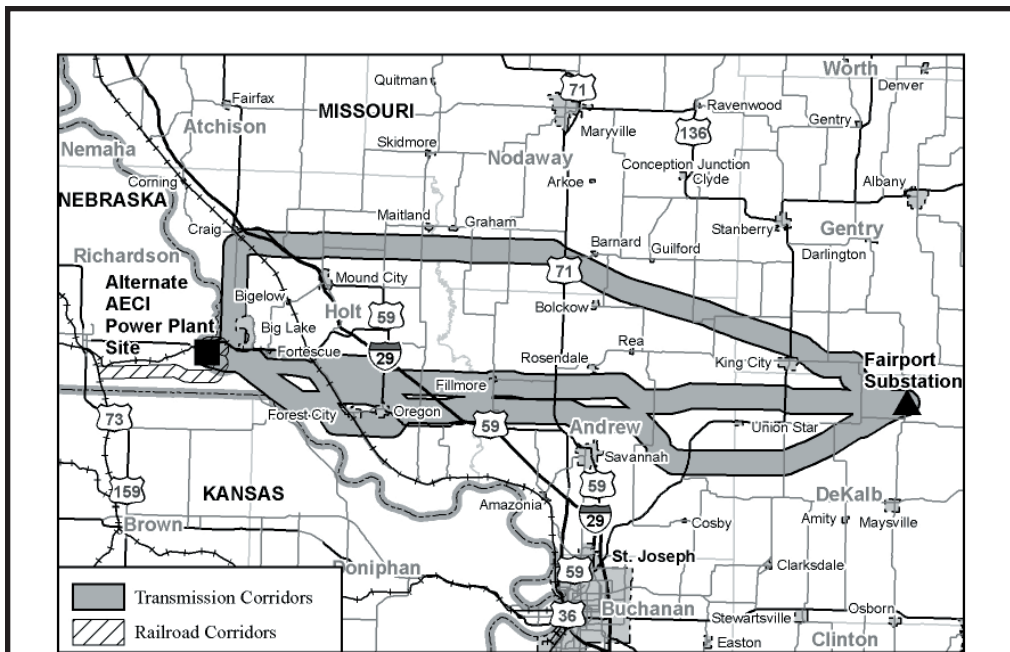 Worth
Denver
Quitman
71
Fairfax
MISSOURI
Ravenwood
Gentry
Atchison
Maryville
136
Nemaha
Skidmore
Nodaway
Conception Junction
Clyde
Corning
Arkoe
Albany
NEBRASKA
Maitland
Graham
Craig
Stanberry
Gentry
Richardson
Barnard
Guilford
Darlington
Alternate
AECI
Power Plant
Site
Mound City
71
Bigelow
Holt
59
Bolckow
Big Lake
Fortescue
29
Rosendale
Rea
King City
Fairport
Substation
Fillmore
73
Forest City
Oregon
59
Andrew
Union Star
Savannah
159
KANSAS
59
DeKalb
Amazonia
29
Cosby
Amity
Maysville
Brown
St. Joseph
Doniphan
59
Clarksdale
Transmission Corridors
36
Buchanan
Stewartsville
Osborn
Railroad Corridors
Easton
Clinton